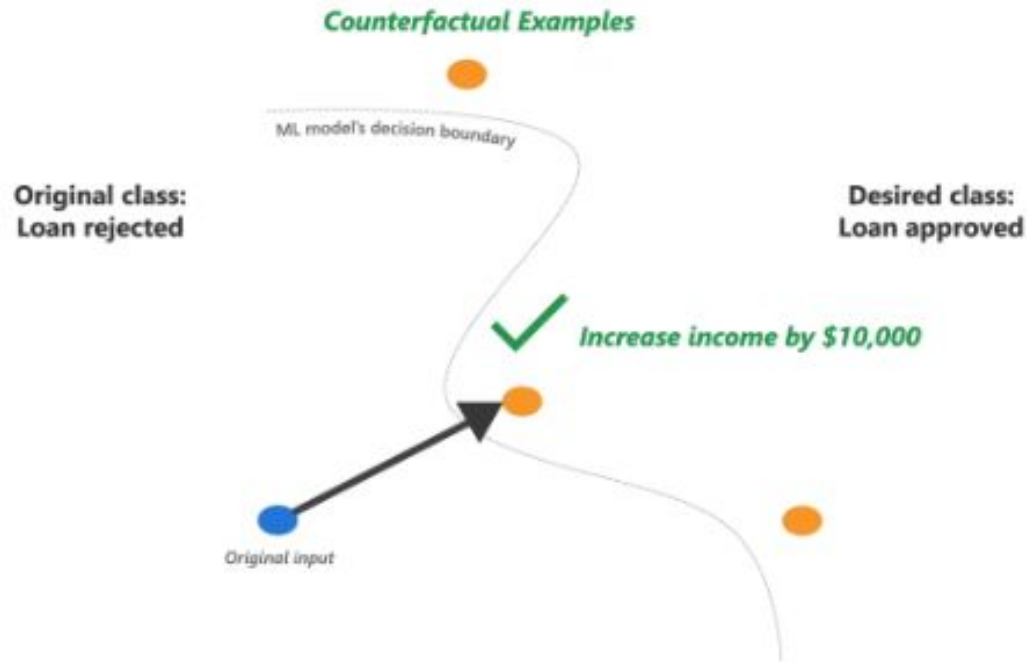 Counterfactual Examples
ML model's decision boundary
Original class:
Loan rejected
Desired class:
Loan approved
Increase income by $10,000
Original input